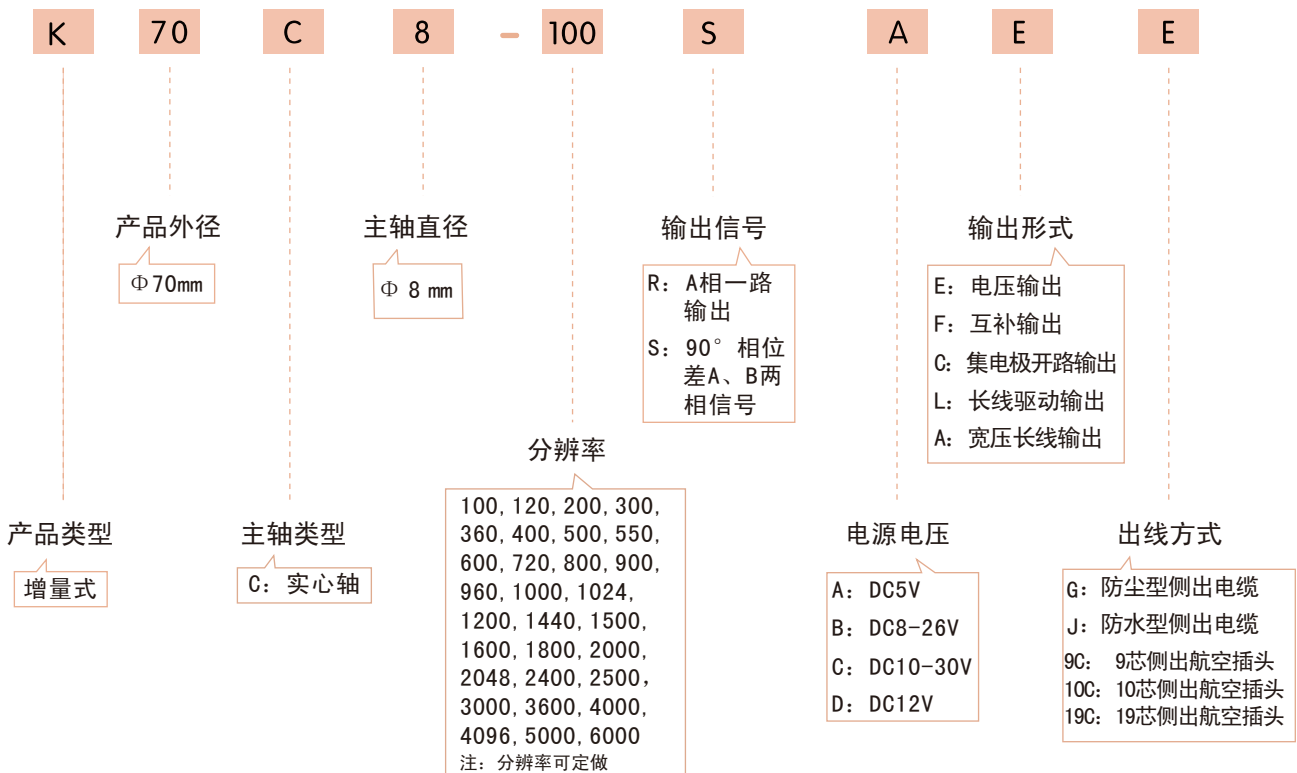 K 70 C 8 - 100 S A E E
产品外径
Φ70mm
主轴直径
Φ 8 mm
输出信号
R: A相一路
输出
S: 90°相位
差A、B两
相信号
输出形式
E: 电压输出
F: 互补输出
C: 集电极开路输出
L: 长线驱动输出
A: 宽压长线输出
产品类型
增量式
主轴类型
C: 实心轴
分辨率
100, 120, 200, 300,
360, 400, 500, 550,
600, 720, 800, 900,
960, 1000, 1024,
1200, 1440, 1500,
1600, 1800, 2000,
2048, 2400, 2500,
3000, 3600, 4000,
4096, 5000, 6000
注: 分辨率可定做
电源电压
A: DC5V
B: DC8-26V
C: DC10-30V
D: DC12V
出线方式
G: 防尘型侧出电缆
J: 防水型侧出电缆
9C: 9芯侧出航空插头
10C: 10芯侧出航空插头
19C: 19芯侧出航空插头